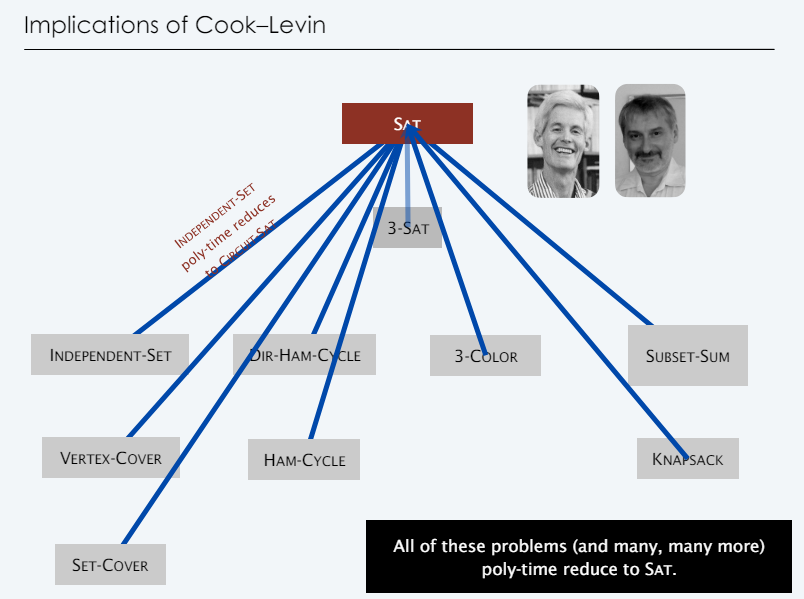 Implications of Cook–Levin
SAT
INDEPENDENT-SET
poly-time reduces
to CIRCUIT-SAT
3-SAT
INDEPENDENT-SET
DIR-HAM-CYCLE
3-COLOR
SUBSET-SUM
VERTEX-COVER
HAM-CYCLE
KNAPSACK
SET-COVER
All of these problems (and many, many more)
poly-time reduce to SAT.